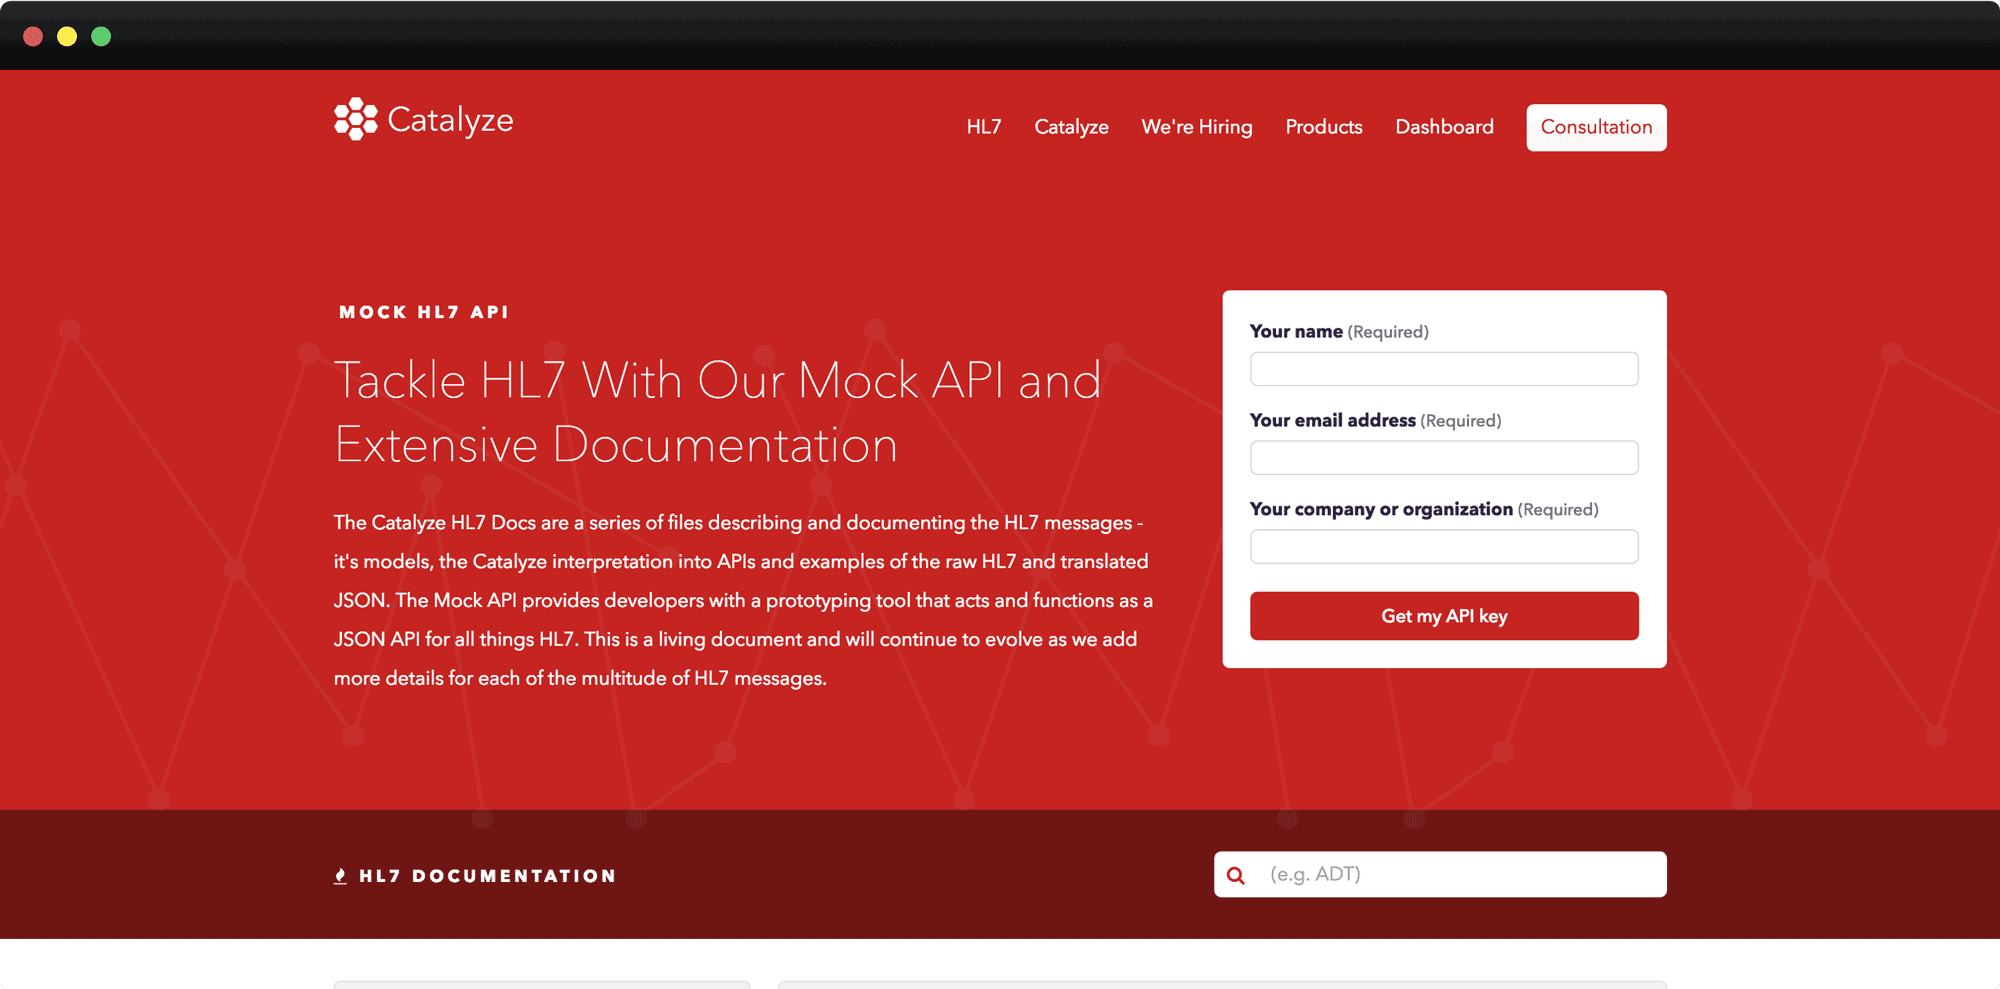 Catalyze
HL7 Catalyze We're Hiring Products Dashboard Consultation
MOCK HL7 API
Tackle HL7 With Our Mock API and
Extensive Documentation
The Catalyze HL7 Docs are a series of files describing and documenting the HL7 messages -
it's models, the Catalyze interpretation into APIs and examples of the raw HL7 and translated
JSON. The Mock API provides developers with a prototyping tool that acts and functions as a
JSON API for all things HL7. This is a living document and will continue to evolve as we add
more details for each of the multitude of HL7 messages.
Your name (Required)
Your email address (Required)
Your company or organization (Required)
Get my API key
HL7 DOCUMENTATION
(e.g. ADT)